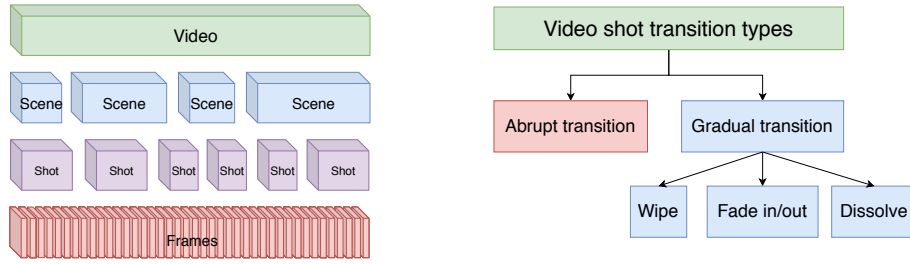 Video
Scene Scene Scene Scene
Shot Shot Shot Shot Shot Shot
Frames
Video shot transition types
Abrupt transition Gradual transition
Wipe Fade in/out Dissolve